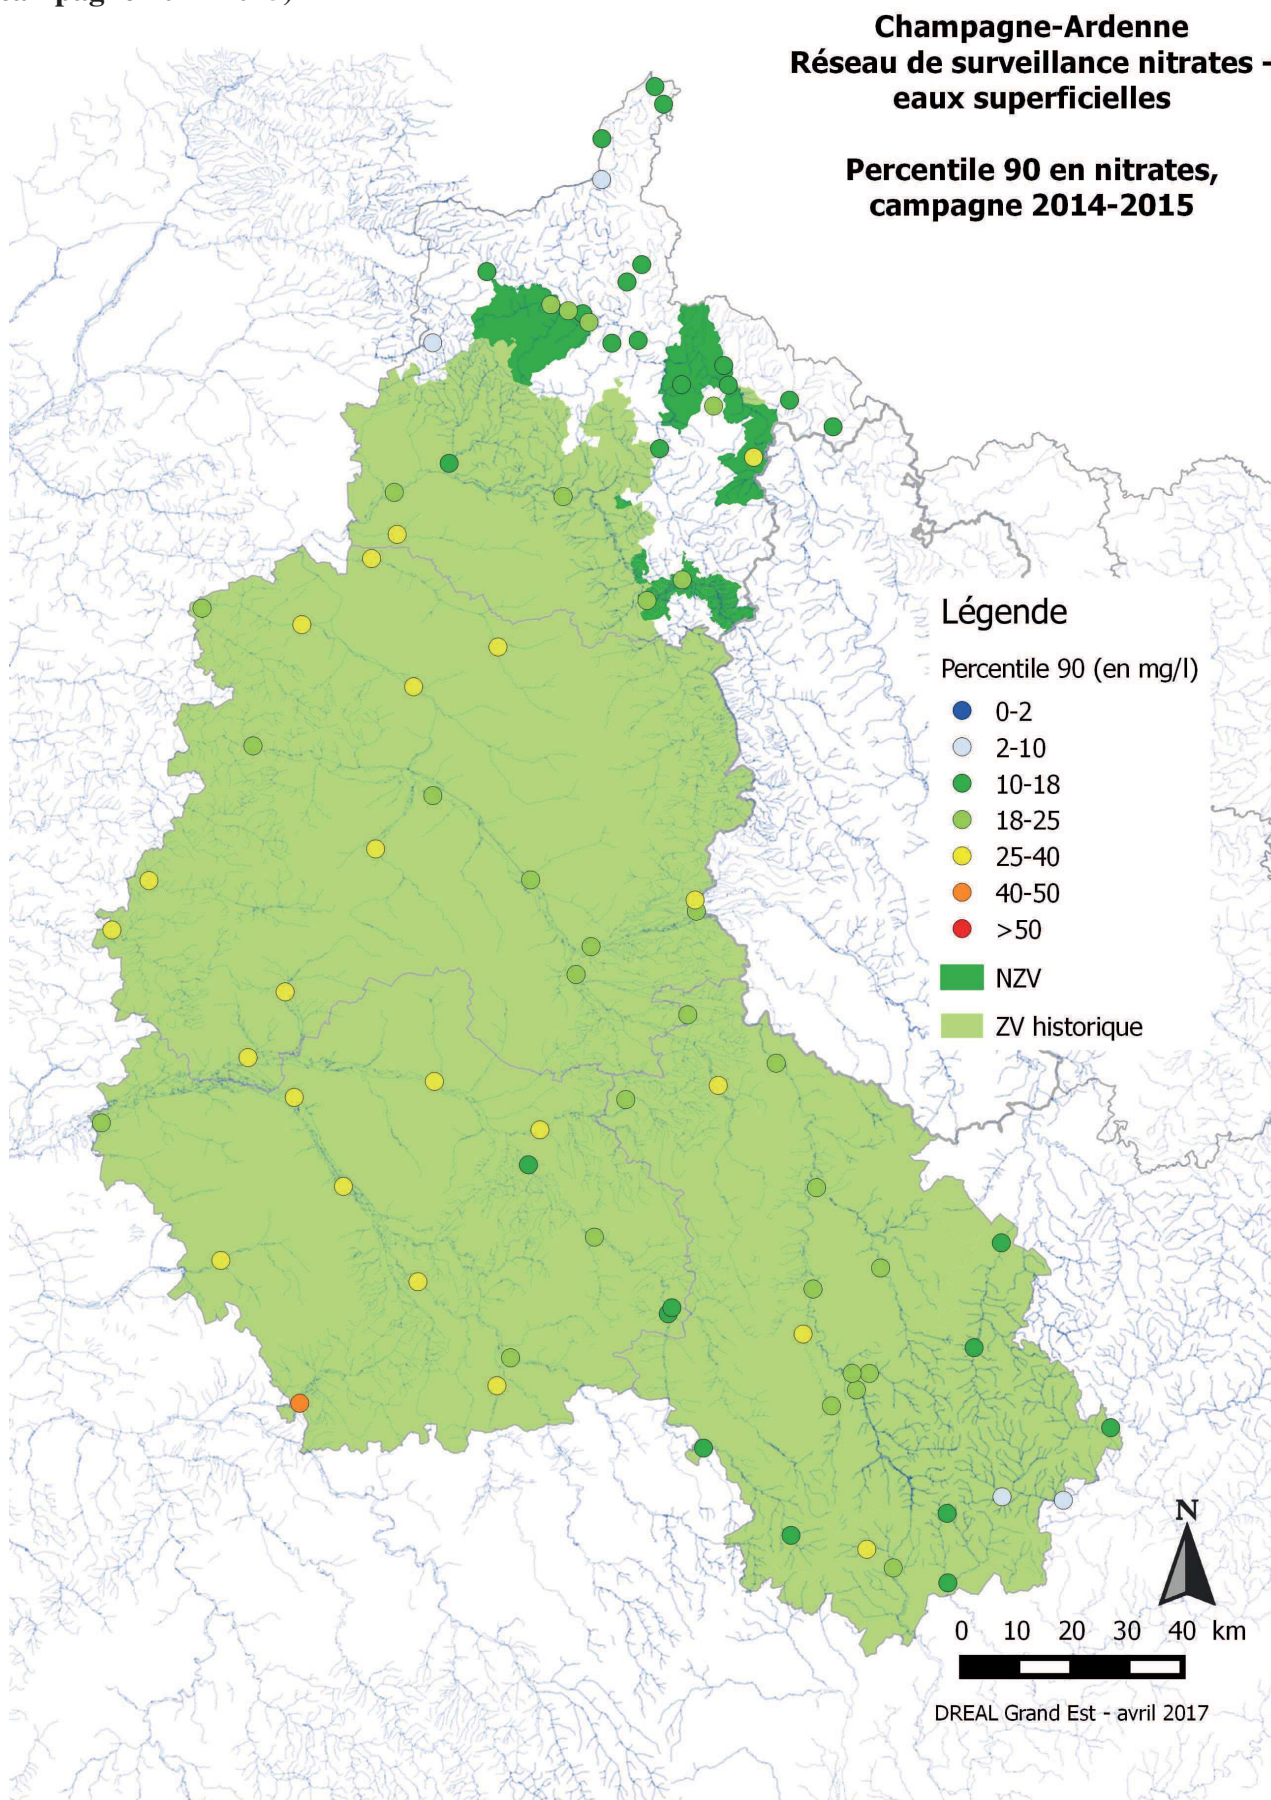 Champagne-Ardenne
Réseau de surveillance nitrates -
eaux superficielles
Percentile 90 en nitrates,
campagne 2014-2015
Légende
Percentile 90 (en mg/l)
0-2
2-10
10-18
18-25
25-40
40-50
>50
NZV
ZV historique
N
0 10 20 30 40 km
DREAL Grand Est - avril 2017